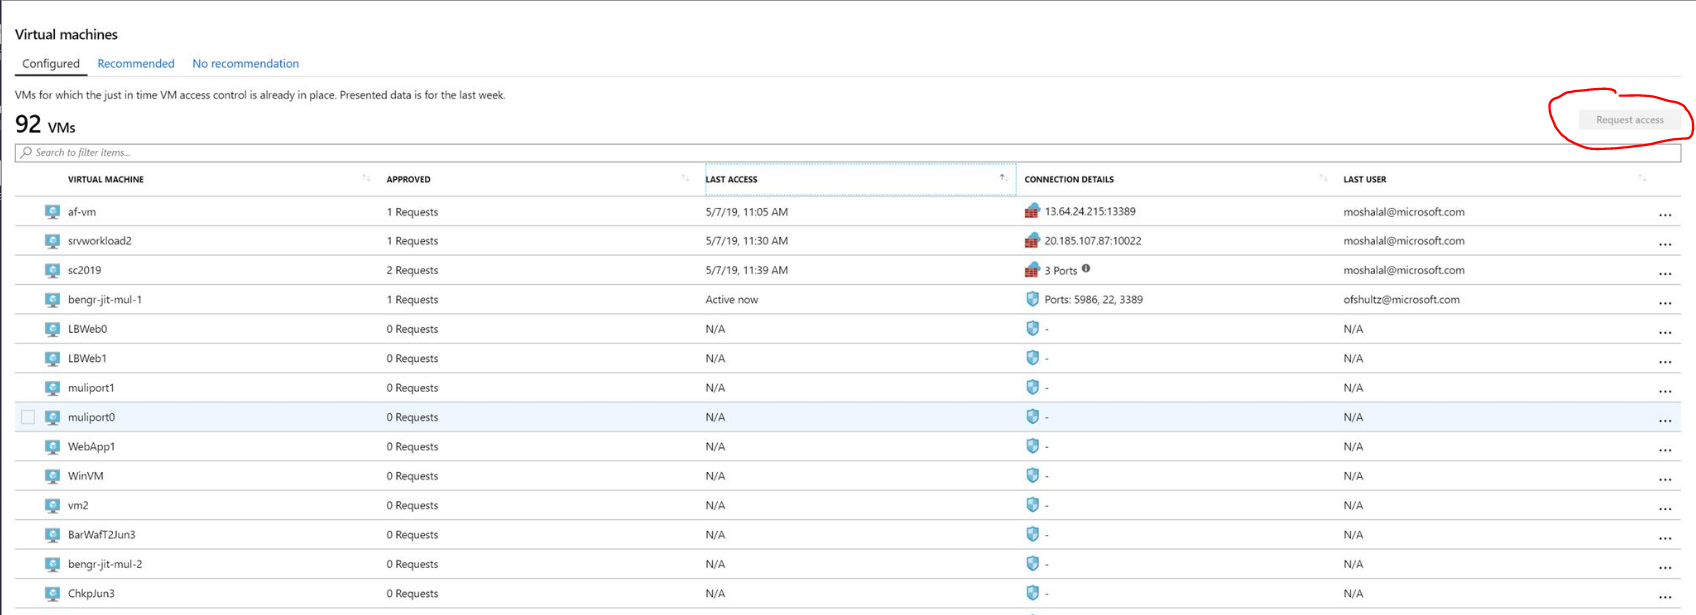 Virtual machines
Configured Recommended No recommendation
VMs for which the just in time VM access control is already in place. Presented data is for the last week.
92 VMs
Request access
Search to filter items...
VIRTUAL MACHINE APPROVED LAST ACCESS CONNECTION DETAILS LAST USER
af-vm 1 Requests 5/7/19, 11:05 AM 13.64.24.215:13389 moshalal@microsoft.com ...
srvworkload2 1 Requests 5/7/19, 11:30 AM 20.185.107.87:10022 moshalal@microsoft.com ...
sc2019 2 Requests 5/7/19, 11:39 AM 3 Ports moshalal@microsoft.com ...
bengr-jit-mul-1 1 Requests Active now Ports: 5986, 22, 3389 ofshultz@microsoft.com ...
LBWeb0 0 Requests N/A - N/A ...
LBWeb1 0 Requests N/A - N/A ...
muliport1 0 Requests N/A - N/A ...
muliport0 0 Requests N/A - N/A ...
WebApp1 0 Requests N/A - N/A ...
WinVM 0 Requests N/A - N/A ...
vm2 0 Requests N/A - N/A ...
BarWafT2Jun3 0 Requests N/A - N/A ...
bengr-jit-mul-2 0 Requests N/A - N/A ...
ChkpJun3 0 Requests N/A - N/A ...